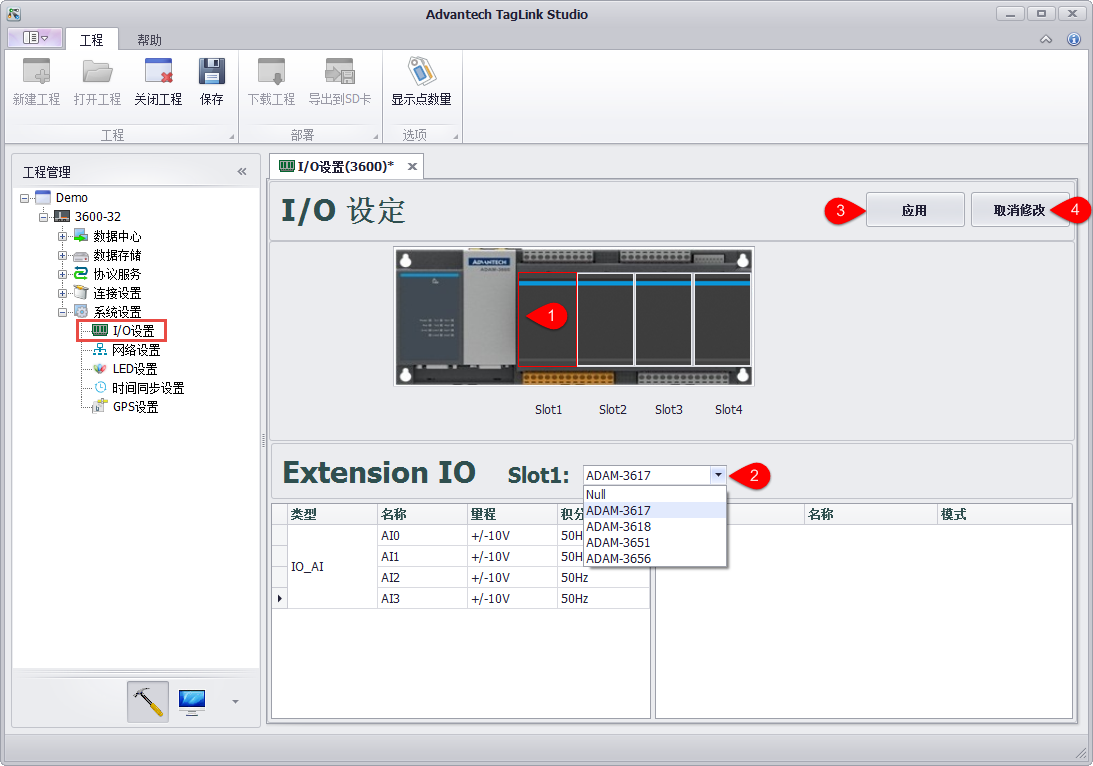 Advantech TagLink Studio
工程 帮助
新建工程 打开工程 关闭工程 保存 下载工程 导出到SD卡 显示点数量
工程 部署 选项
工程管理
Demo
3600-32
数据中心
数据存储
协议服务
连接设置
系统设置
I/O设置
网络设置
LED设置
时间同步设置
GPS设置
I/O设置(3600)*
I/O 设定
3 应用 取消修改 4
ADVANTECH
ADAM-3600
1
Slot1 Slot2 Slot3 Slot4
Extension IO Slot1: ADAM-3617 2
Null
ADAM-3617
ADAM-3618
ADAM-3651
ADAM-3656
类型 名称 量程 积分 名称 模式
IO_AI
AI0 +/-10V 50H
AI1 +/-10V 50H
AI2 +/-10V 50Hz
AI3 +/-10V 50Hz